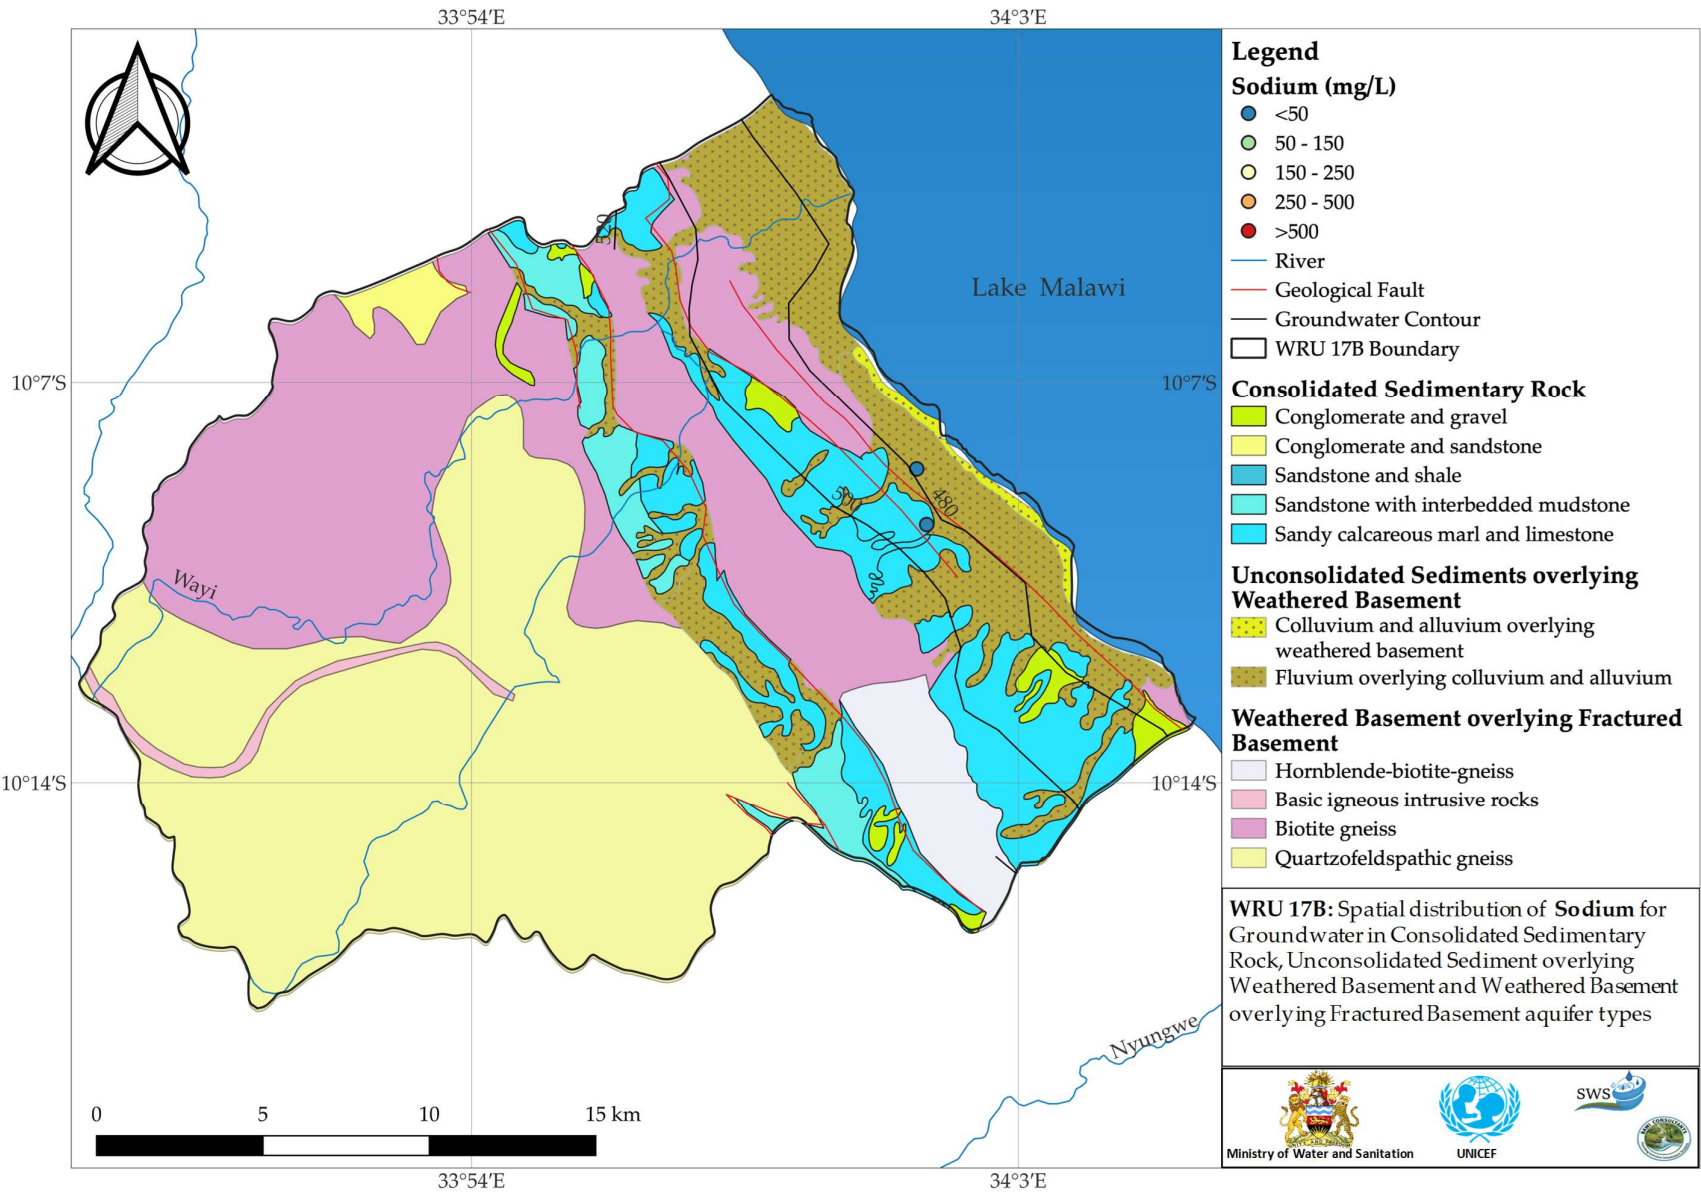 33°54′E
34°3′E
520
Lake Malawi
10°7′S
10°7′S
500
480
Wayi
10°14′S
10°14′S
Nyungwe
0 5 10 15 km
33°54′E
34°3′E
Legend
Sodium (mg/L)
<50
50 - 150
150 - 250
250 - 500
>500
River
Geological Fault
Groundwater Contour
WRU 17B Boundary
Consolidated Sedimentary Rock
Conglomerate and gravel
Conglomerate and sandstone
Sandstone and shale
Sandstone with interbedded mudstone
Sandy calcareous marl and limestone
Unconsolidated Sediments overlying
Weathered Basement
Colluvium and alluvium overlying
weathered basement
Fluvium overlying colluvium and alluvium
Weathered Basement overlying Fractured
Basement
Hornblende-biotite-gneiss
Basic igneous intrusive rocks
Biotite gneiss
Quartzofeldspathic gneiss
WRU 17B: Spatial distribution of Sodium for
Groundwater in Consolidated Sedimentary
Rock, Unconsolidated Sediment overlying
Weathered Basement and Weathered Basement
overlying Fractured Basement aquifer types
Ministry of Water and Sanitation
UNICEF
SWS